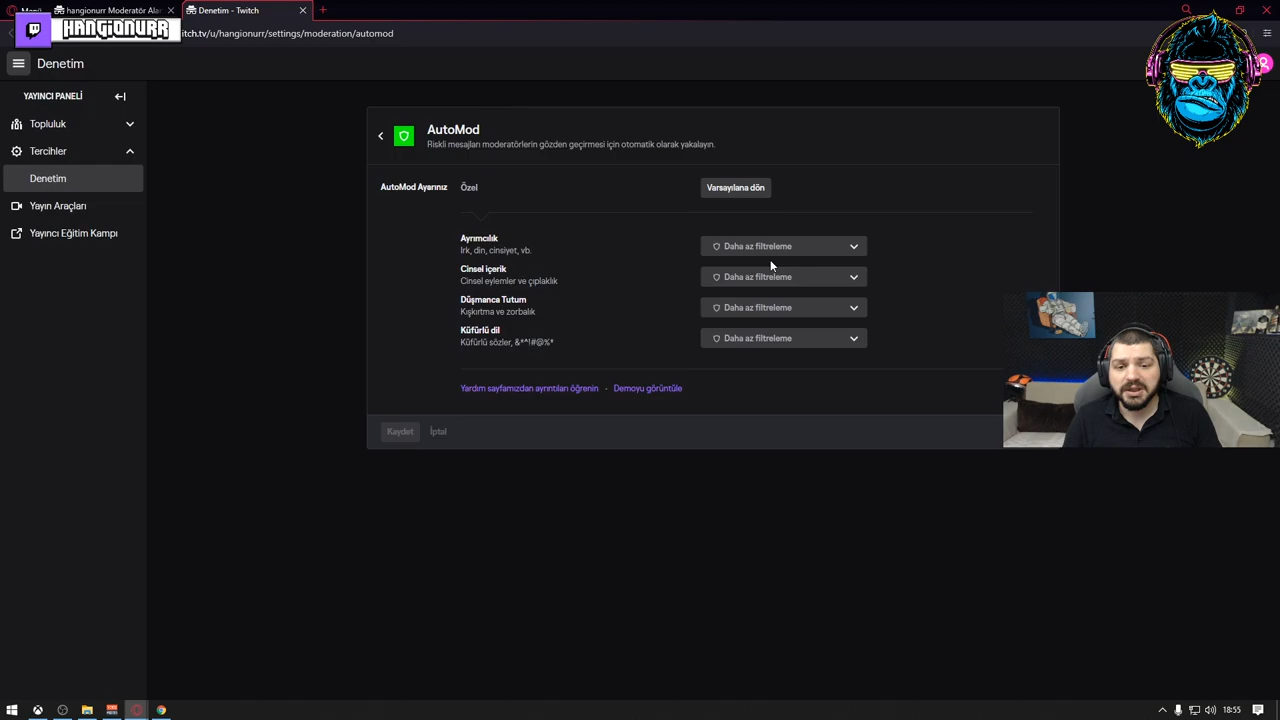 hangionurr Moderatör Alan
Denetim - Twitch
HANGIONURR
itch.tv/u/hangionurr/settings/moderation/automod
Denetim
YAYINCI PANELİ
Topluluk
Tercihler
Denetim
Yayın Araçları
Yayıncı Eğitim Kampı
AutoMod
Riskli mesajları moderatörlerin gözden geçirmesi için otomatik olarak yakalayın.
AutoMod Ayarınız
Özel
Varsayılana dön
Ayrımcılık
Irk, din, cinsiyet, vb.
Daha az filtreleme
Cinsel içerik
Cinsel eylemler ve çıplaklık
Daha az filtreleme
Düşmanca Tutum
Kışkırtma ve zorbalık
Daha az filtreleme
Küfürlü dil
Küfürlü sözler, &*^!#@%*
Daha az filtreleme
Yardım sayfamızdan ayrıntıları öğrenin · Demoyu görüntüle
Kaydet
İptal
18:55